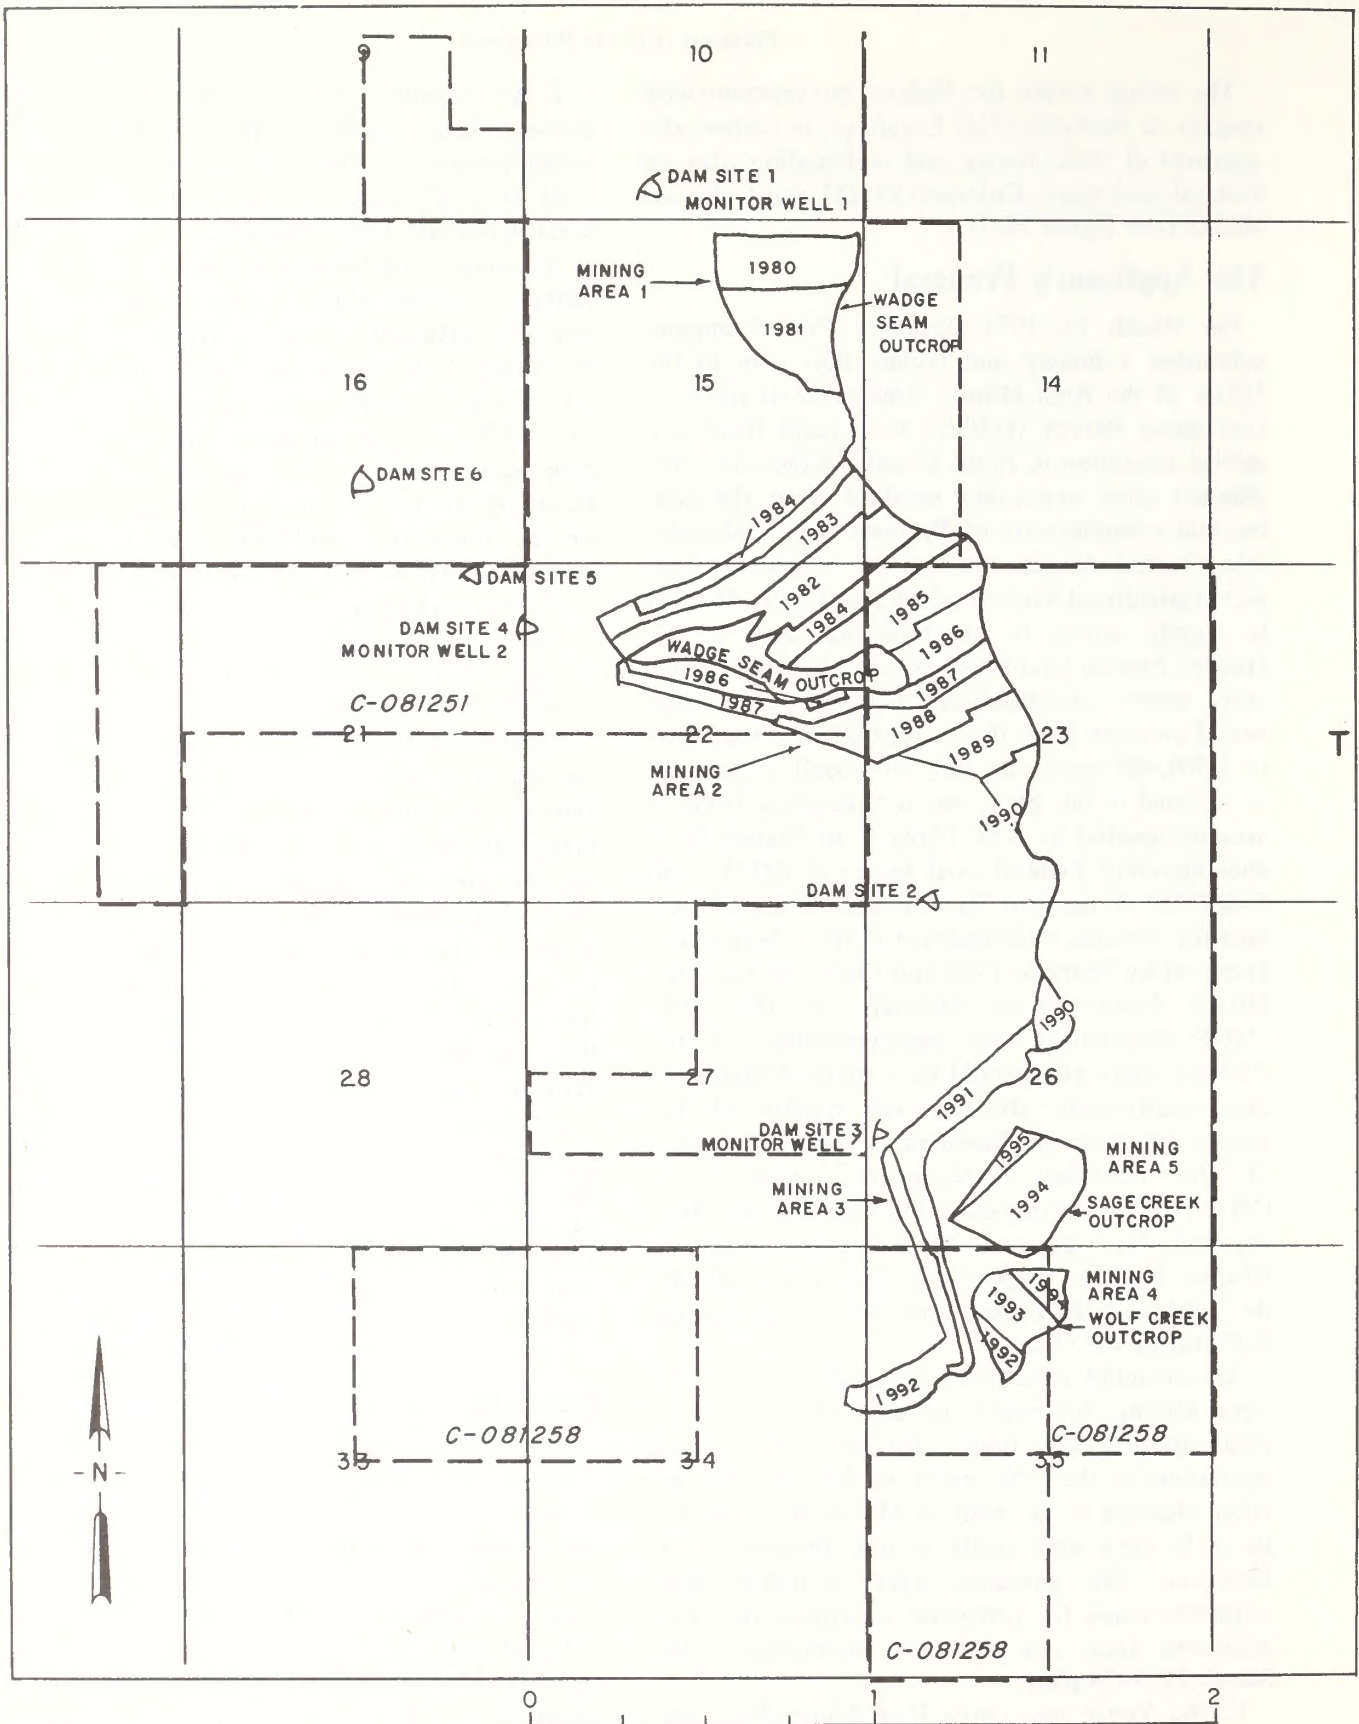 9
10
11
DAM SITE 1
MONITOR WELL 1
MINING
AREA 1
1980
1981
WADGE
SEAM
OUTCROP
16
15
14
DAM SITE 6
1984
1983
DAM SITE 5
1982
1984
1985
1986
DAM SITE 4
MONITOR WELL 2
WADGE SEAM OUTCROP
1986
1987
1987
C-081251
1988
1989
21
22
23
T
MINING
AREA 2
1990
DAM SITE 2
1990
28
27
26
1991
DAM SITE 3
MONITOR WELL
1995
MINING
AREA 5
MINING
AREA 3
1994
SAGE CREEK
OUTCROP
MINING
AREA 4
1994
1993
WOLF CREEK
OUTCROP
1992
1992
C-081258
C-081258
33
34
35
-N-
C-081258
0
1
2